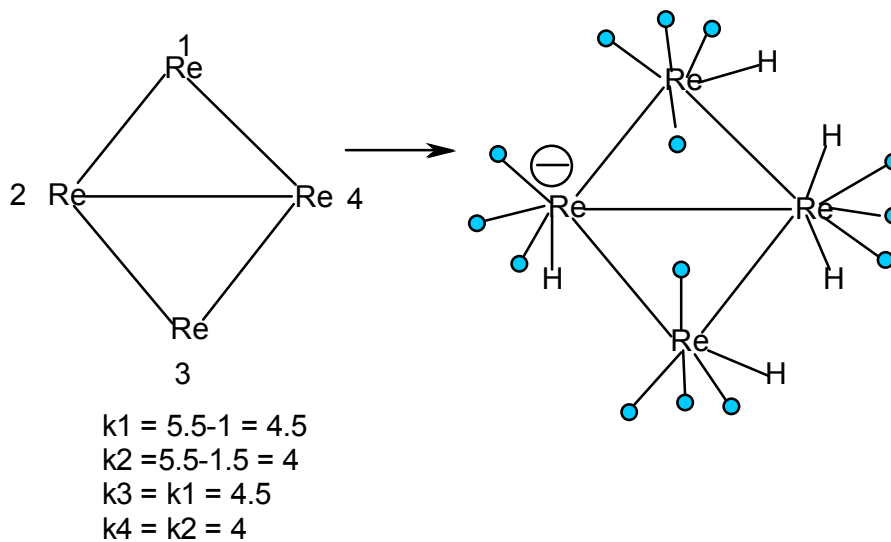 1
Re
2 Re
Re 4
Re
3
k1 = 5.5-1 = 4.5
k2 =5.5-1.5 = 4
k3 = k1 = 4.5
k4 = k2 = 4
Re H
H
−
Re
Re
H
H
Re
H